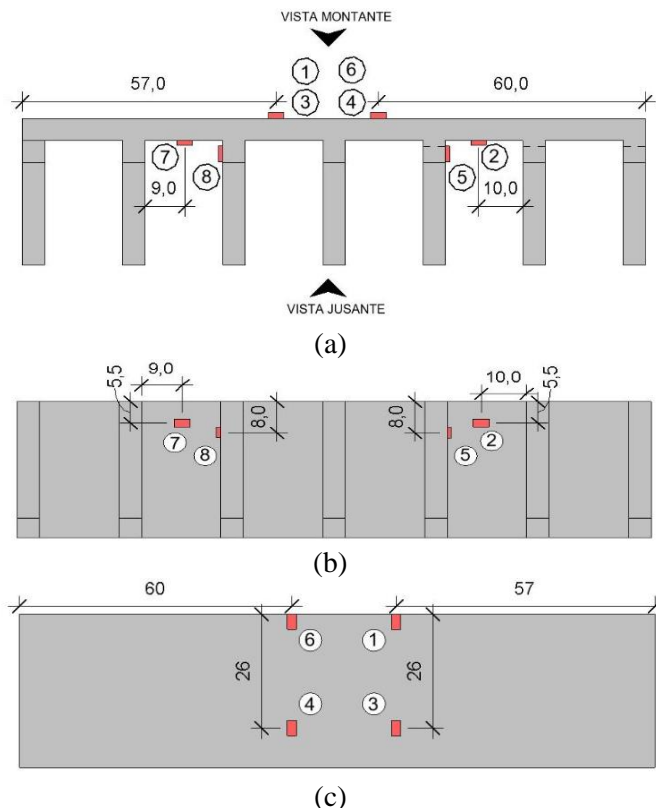 VISTA MONTANTE
1 6
57,0 3 4 60,0
7 8 5 2
9,0 10,0
VISTA JUSANTE
(a)
5,5 9,0 8,0 8,0 10,0 5,5
7 8 5 2
(b)
60 57
6 1
26 26
4 3
(c)